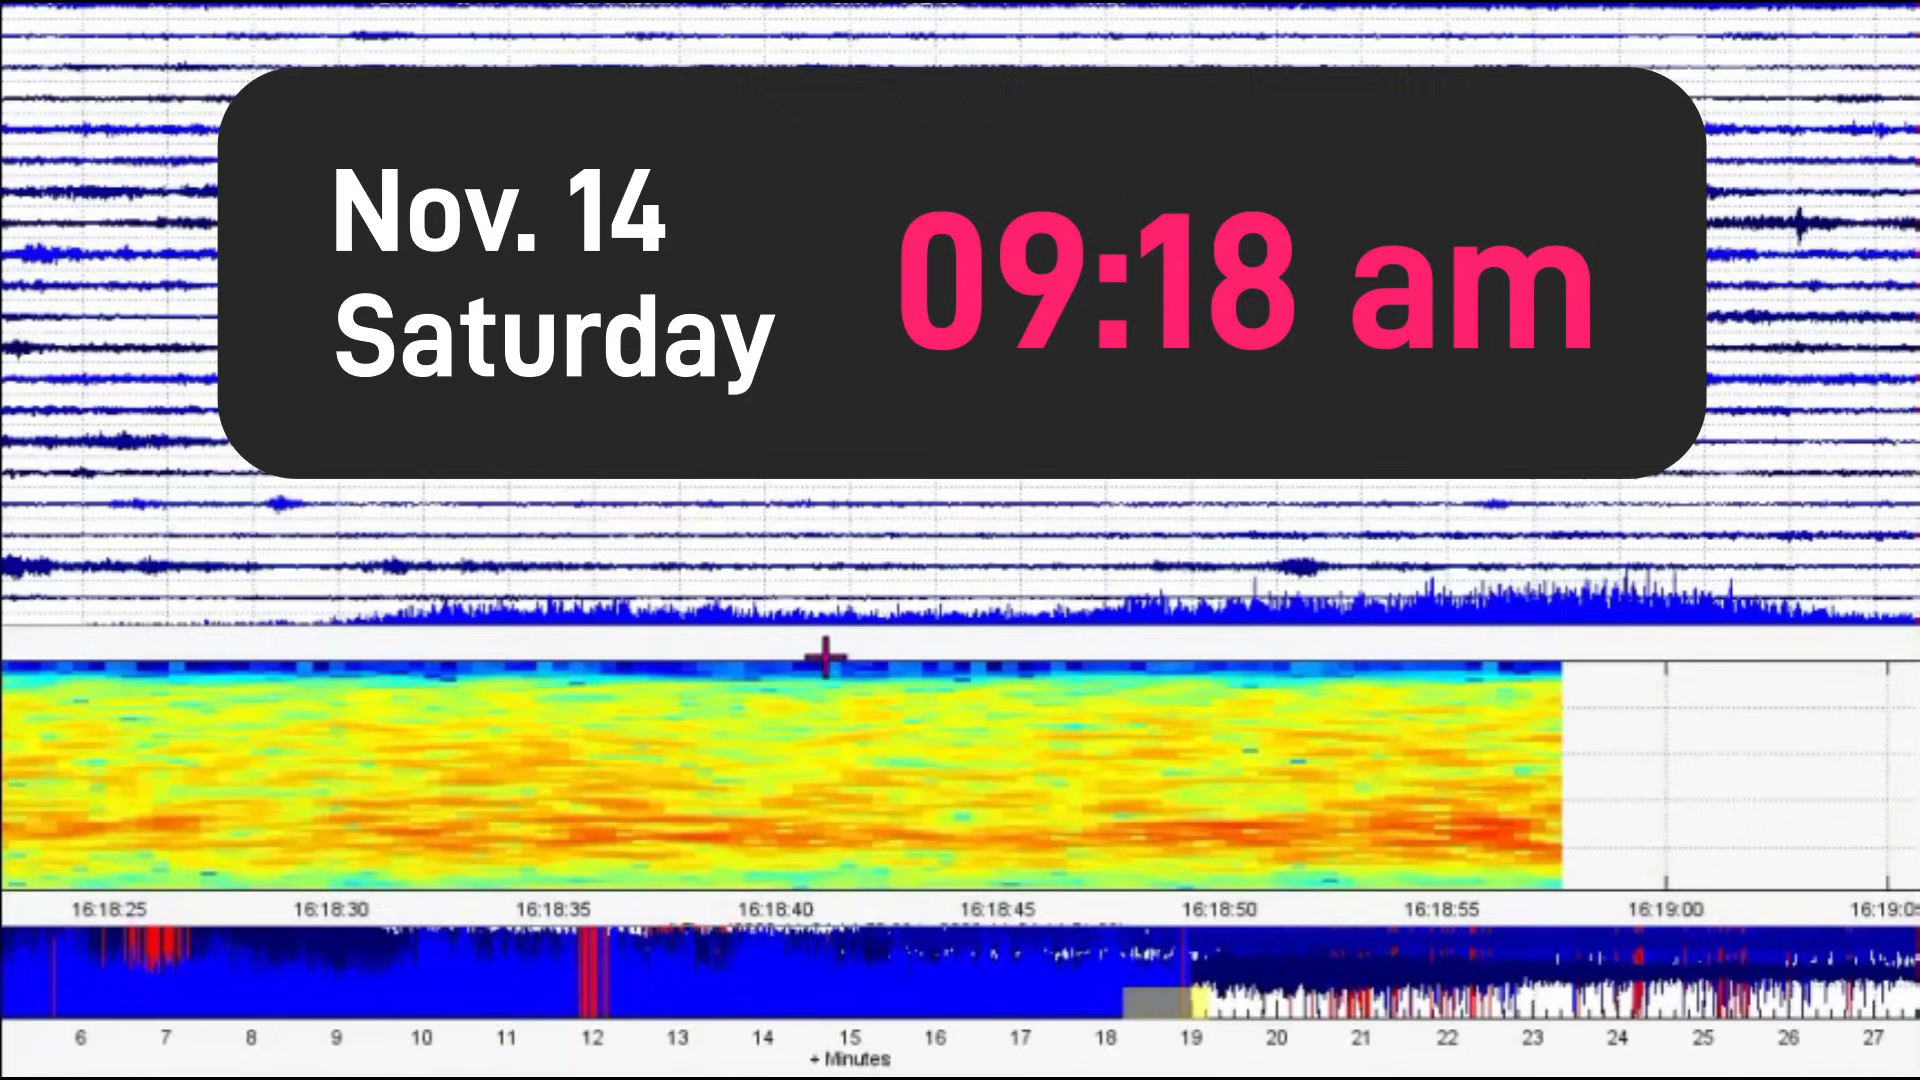 Nov. 14
Saturday
09:18 am
16:18:25 16:18:30 16:18:35 16:18:40 16:18:45 16:18:50 16:18:55 16:19:00
6 7 8 9 10 11 12 13 14 15 16 17 18 19 20 21 22 23 24 25 26 27
+ Minutes